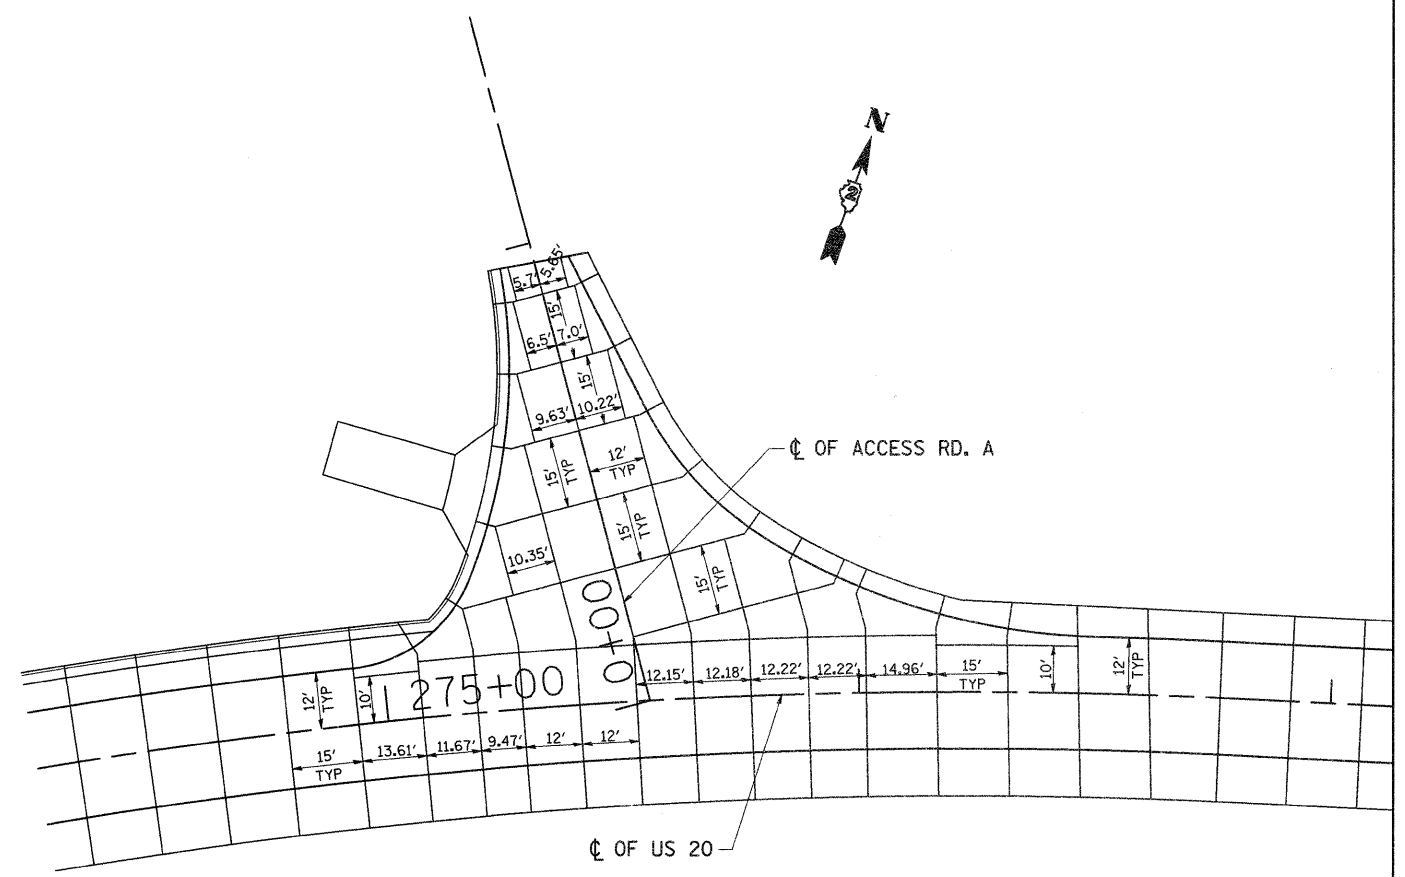 N
2
5.7'
5.65'
15'
6.5'
7.0'
15'
9.63'
10.22'
15'
TYP
12'
TYP
℄ OF ACCESS RD. A
15'
TYP
10.35'
15'
TYP
0+00
275+00
12'
TYP
10'
12.15'
12.18'
12.22'
12.22'
14.96'
15'
TYP
10'
12'
TYP
15'
TYP
13.61'
11.67'
9.47'
12'
12'
℄ OF US 20